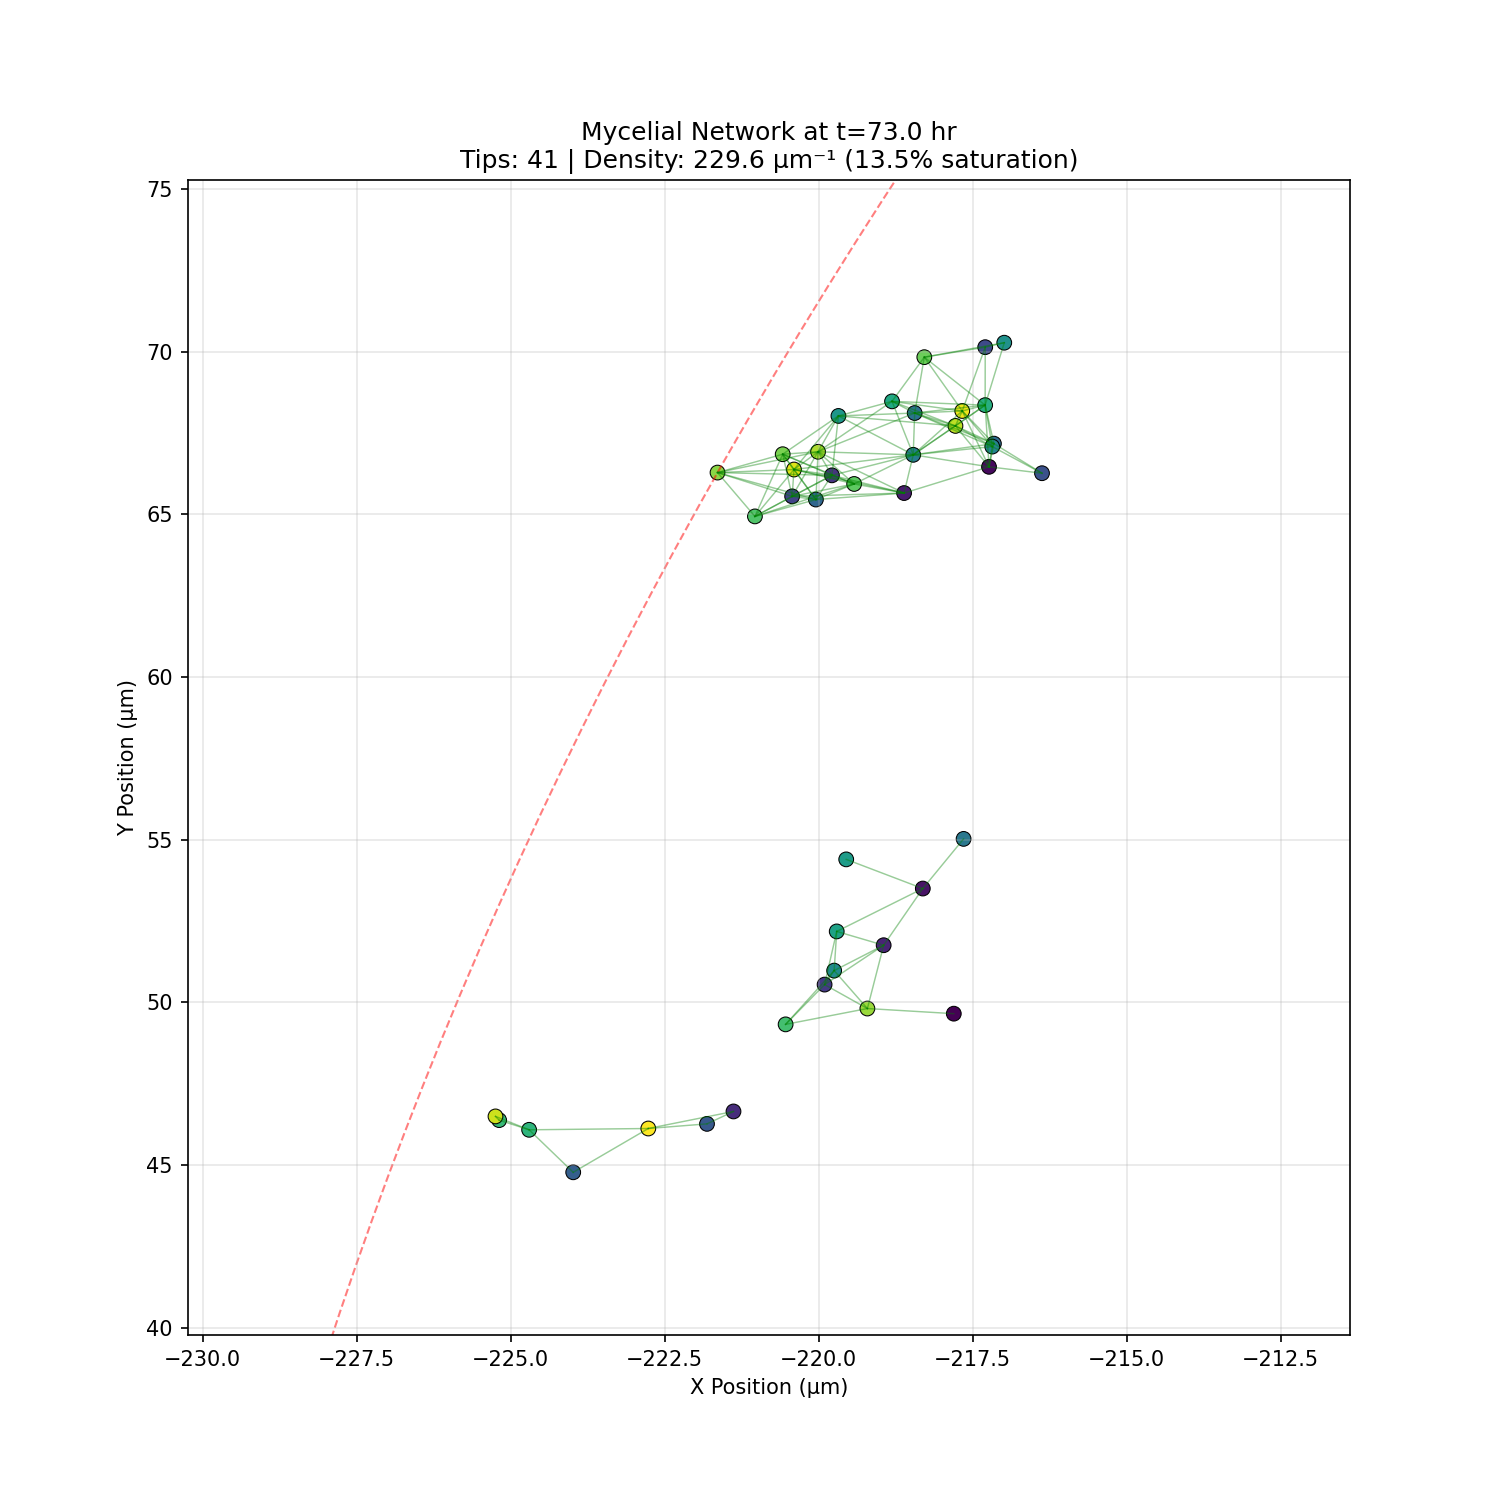 Mycelial Network at t=73.0 hr
Tips: 41 | Density: 229.6 μm⁻¹ (13.5% saturation)
75
70
65
60
55
50
45
40
Y Position (μm)
−230.0 −227.5 −225.0 −222.5 −220.0 −217.5 −215.0 −212.5
X Position (μm)